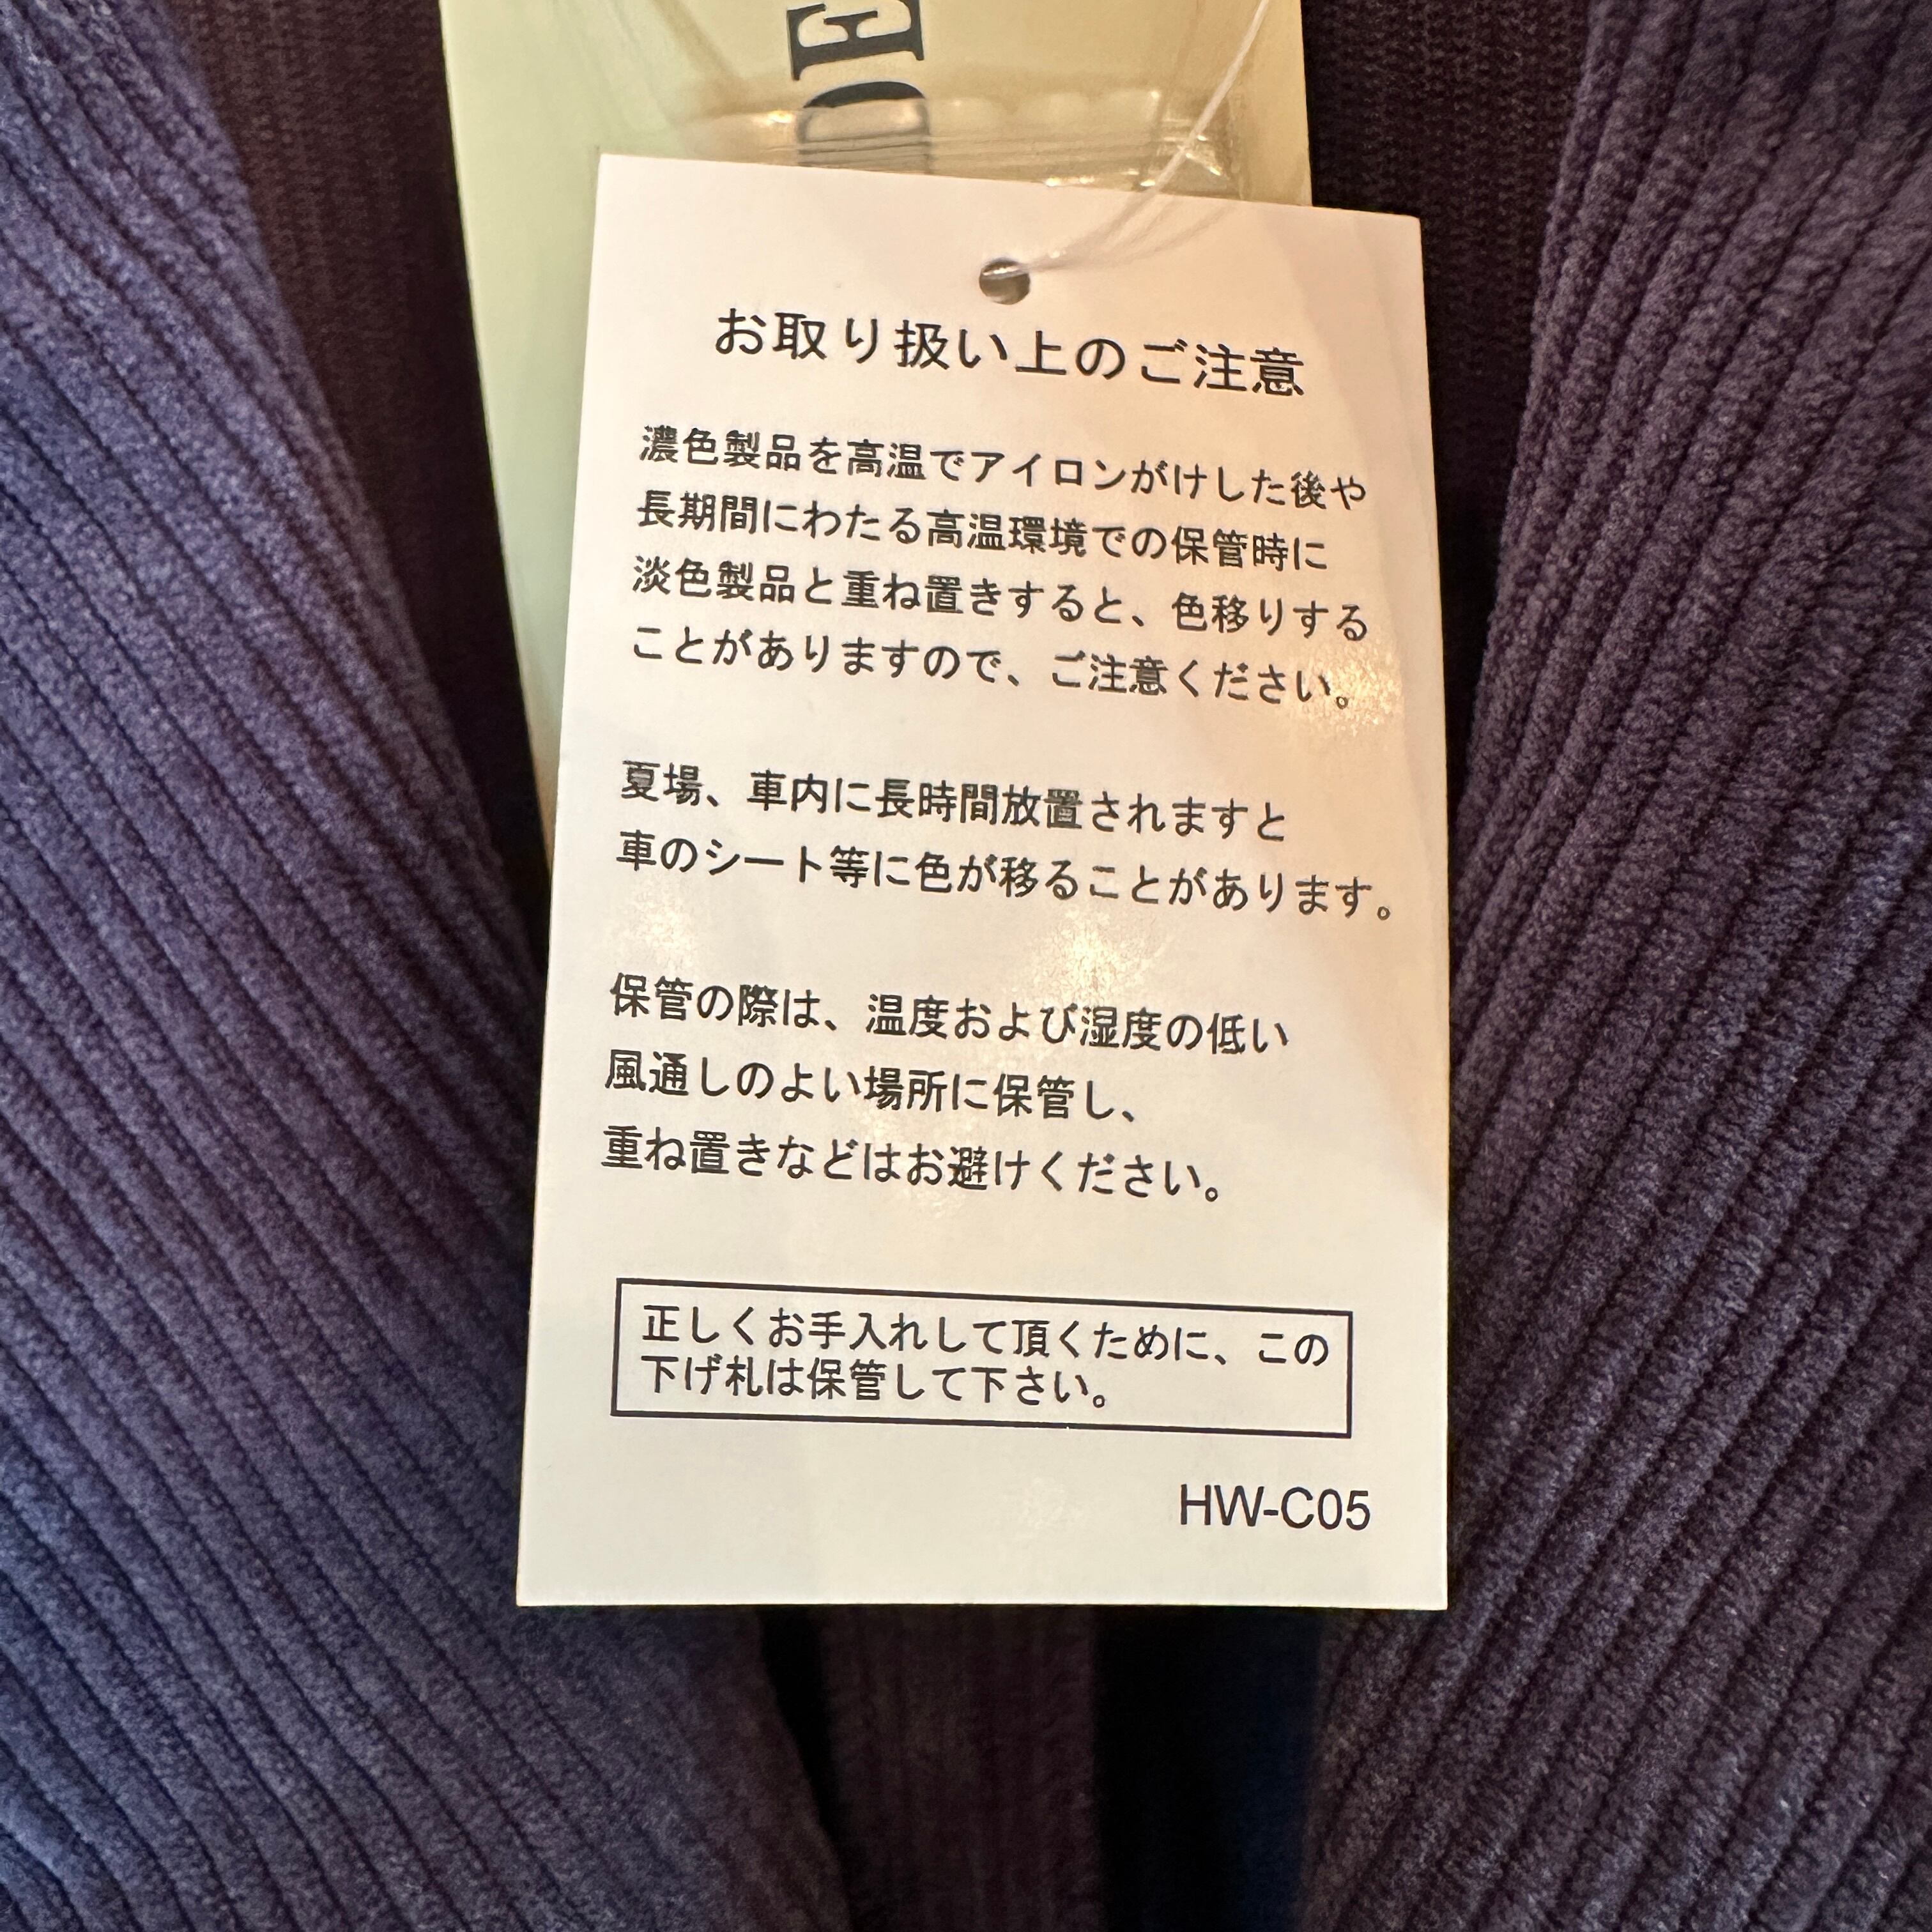 DE
お取り扱い上のご注意
濃色製品を高温でアイロンがけした後や
長期間にわたる高温環境での保管時に
淡色製品と重ね置きすると、色移りする
ことがありますので、ご注意ください。
夏場、車内に長時間放置されますと
車のシート等に色が移ることがあります。
保管の際は、温度および湿度の低い
風通しのよい場所に保管し、
重ね置きなどはお避けください。
正しくお手入れして頂くために、この
下げ札は保管して下さい。
HW-C05